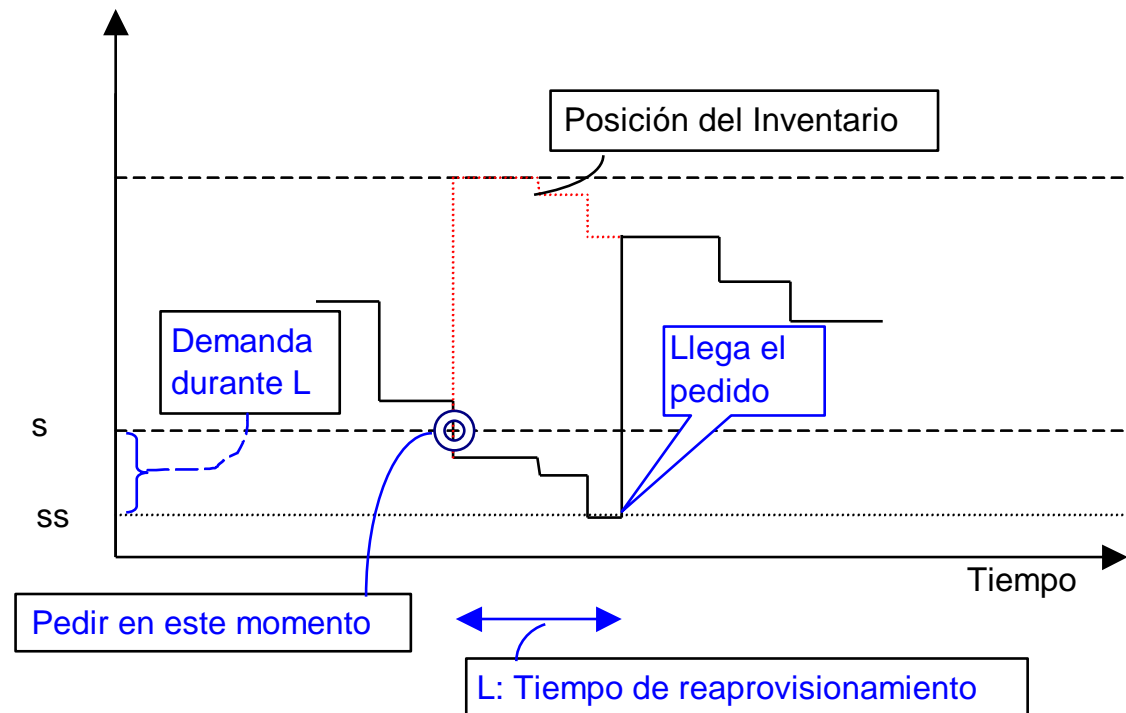 Posición del Inventario
Demanda
durante L
Llega el
pedido
s
ss
Tiempo
Pedir en este momento
L: Tiempo de reaprovisionamiento